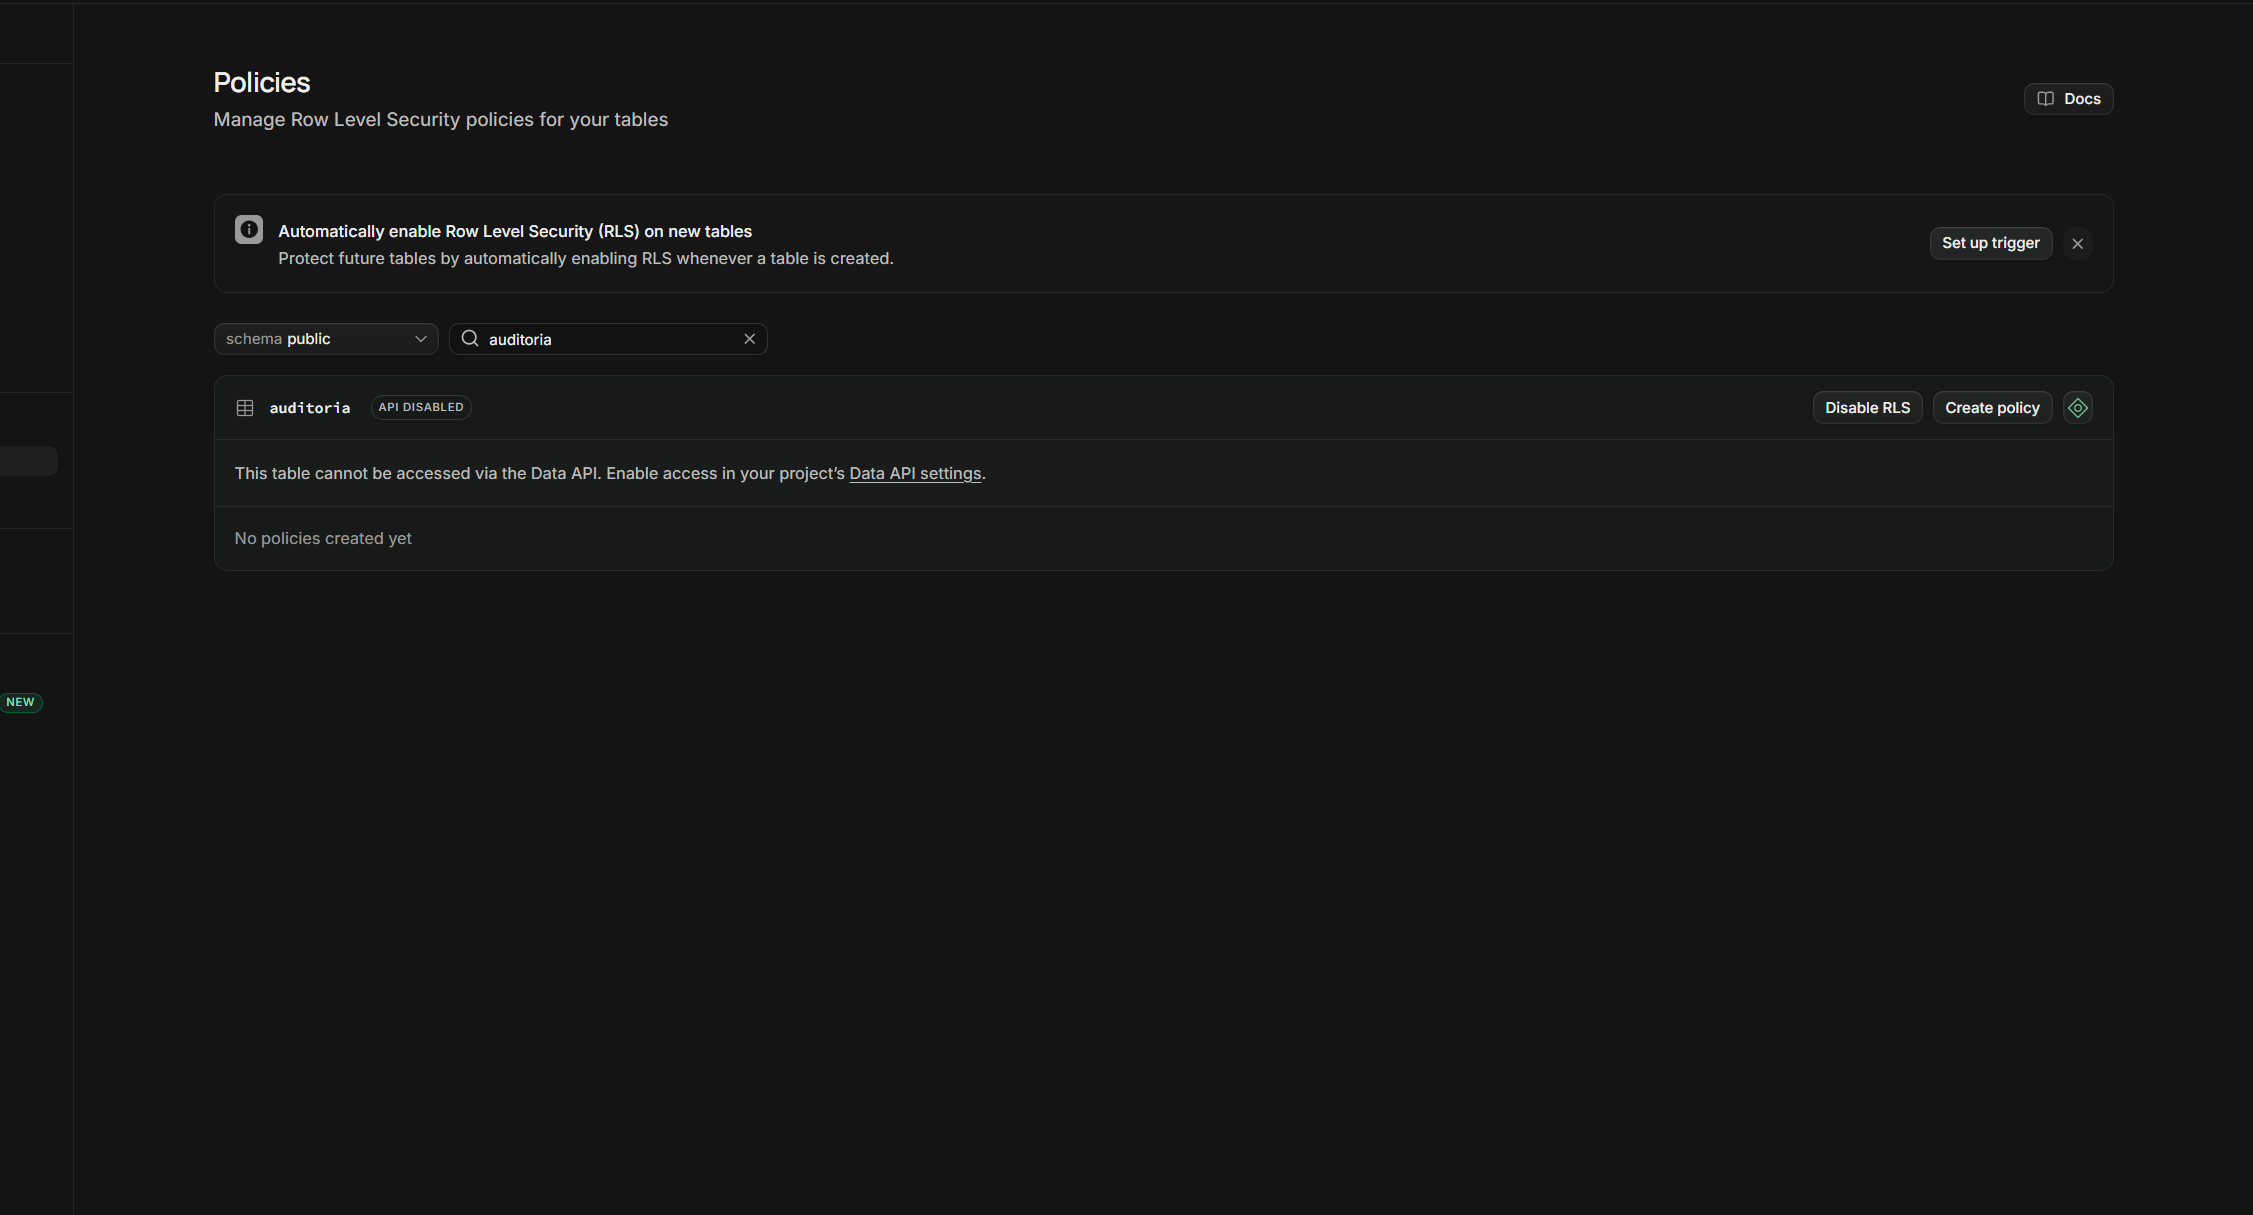 Policies
Manage Row Level Security policies for your tables
Docs
Automatically enable Row Level Security (RLS) on new tables
Protect future tables by automatically enabling RLS whenever a table is created.
Set up trigger
schema public
auditoria
auditoria
API DISABLED
Disable RLS
Create policy
This table cannot be accessed via the Data API. Enable access in your project’s Data API settings.
No policies created yet
NEW